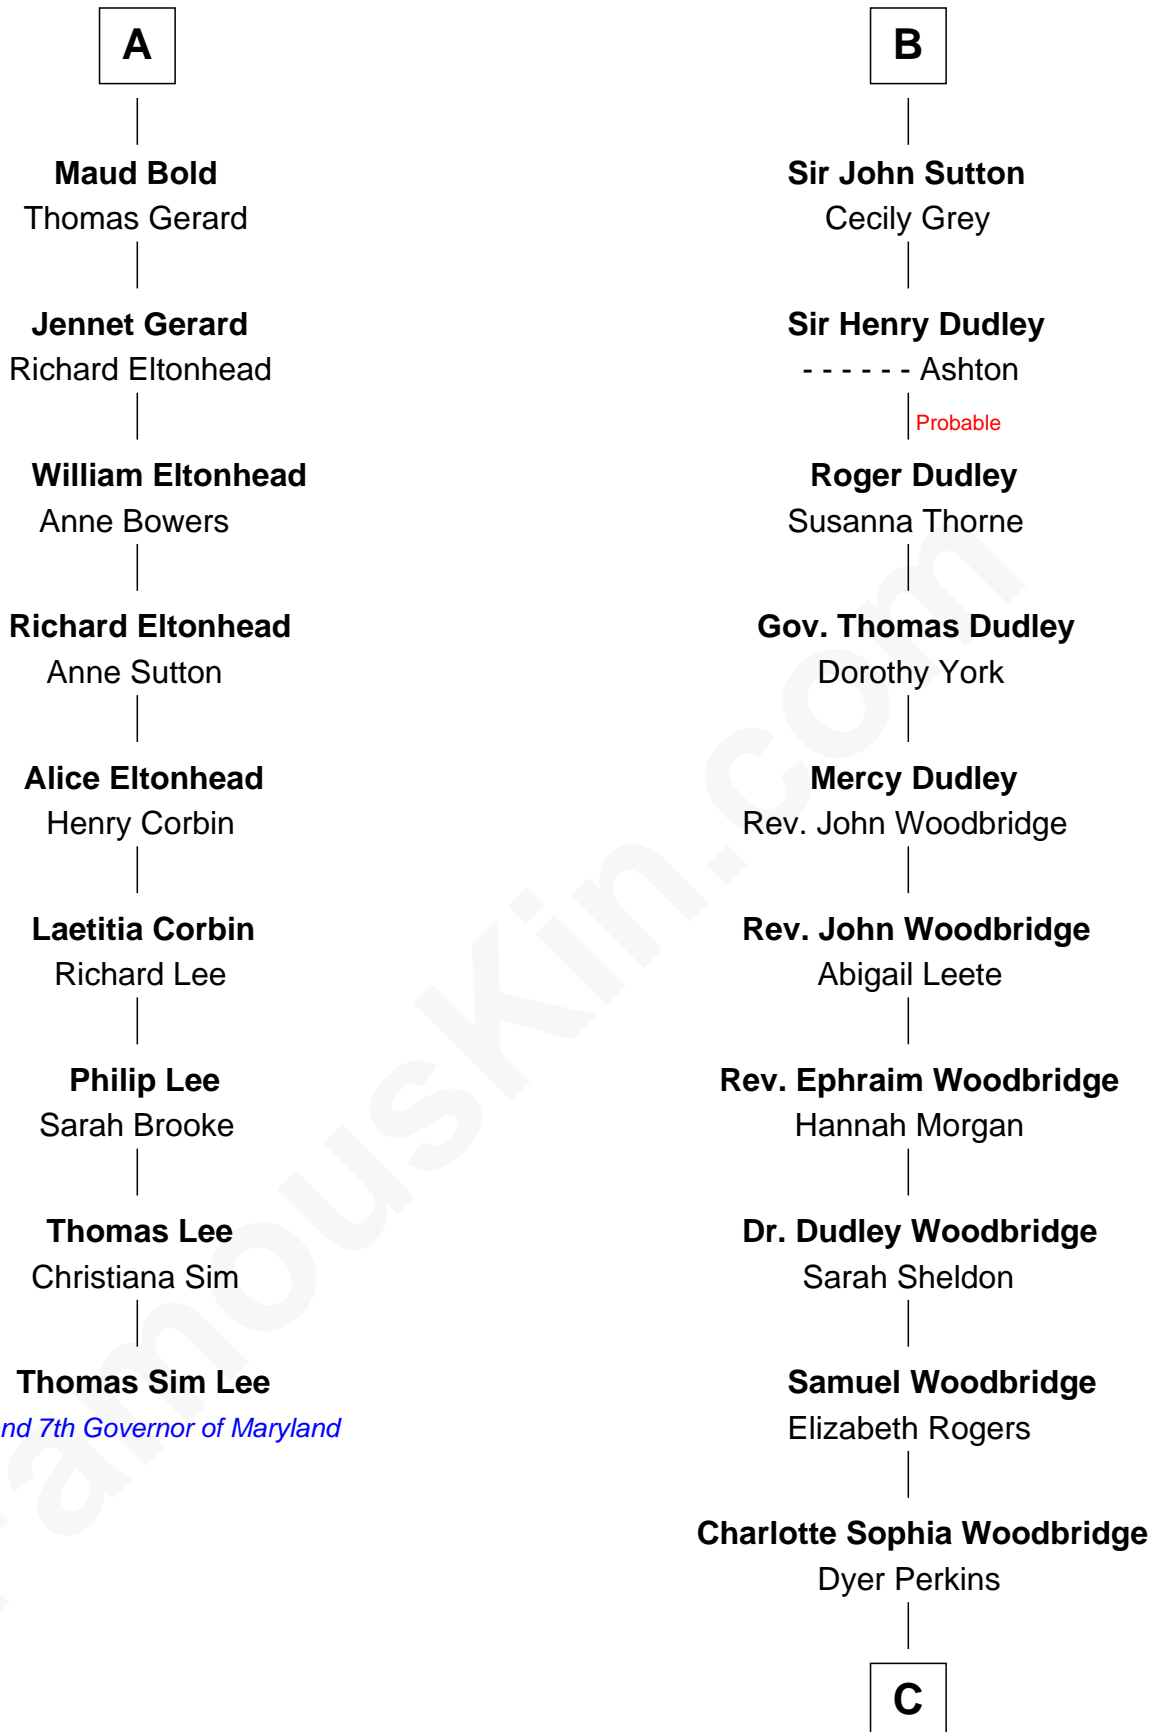 A
Maud Bold
Thomas Gerard
Jennet Gerard
Richard Eltonhead
William Eltonhead
Anne Bowers
Richard Eltonhead
Anne Sutton
Alice Eltonhead
Henry Corbin
Laetitia Corbin
Richard Lee
Philip Lee
Sarah Brooke
Thomas Lee
Christiana Sim
Thomas Sim Lee
nd 7th Governor of Maryland
B
Sir John Sutton
Cecily Grey
Sir Henry Dudley
- - - - - - Ashton
Probable
Roger Dudley
Susanna Thorne
Gov. Thomas Dudley
Dorothy York
Mercy Dudley
Rev. John Woodbridge
Rev. John Woodbridge
Abigail Leete
Rev. Ephraim Woodbridge
Hannah Morgan
Dr. Dudley Woodbridge
Sarah Sheldon
Samuel Woodbridge
Elizabeth Rogers
Charlotte Sophia Woodbridge
Dyer Perkins
C
FamousKin.com